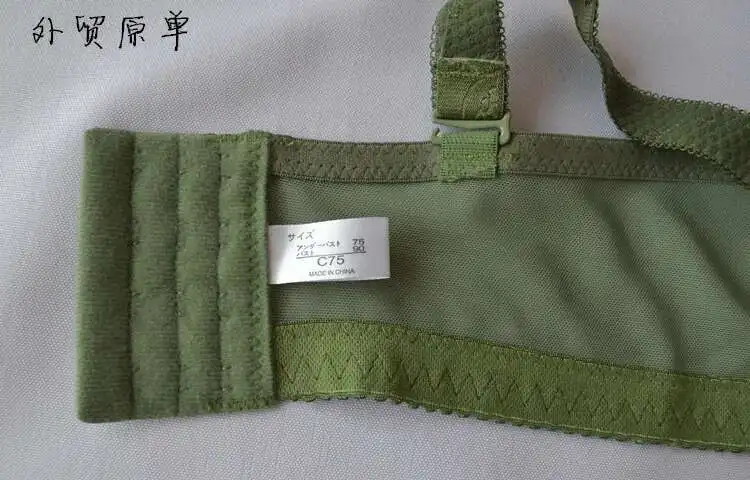 外贸原单
サイズ
アンダーバスト 75
バスト 90
C75
MADE IN CHINA